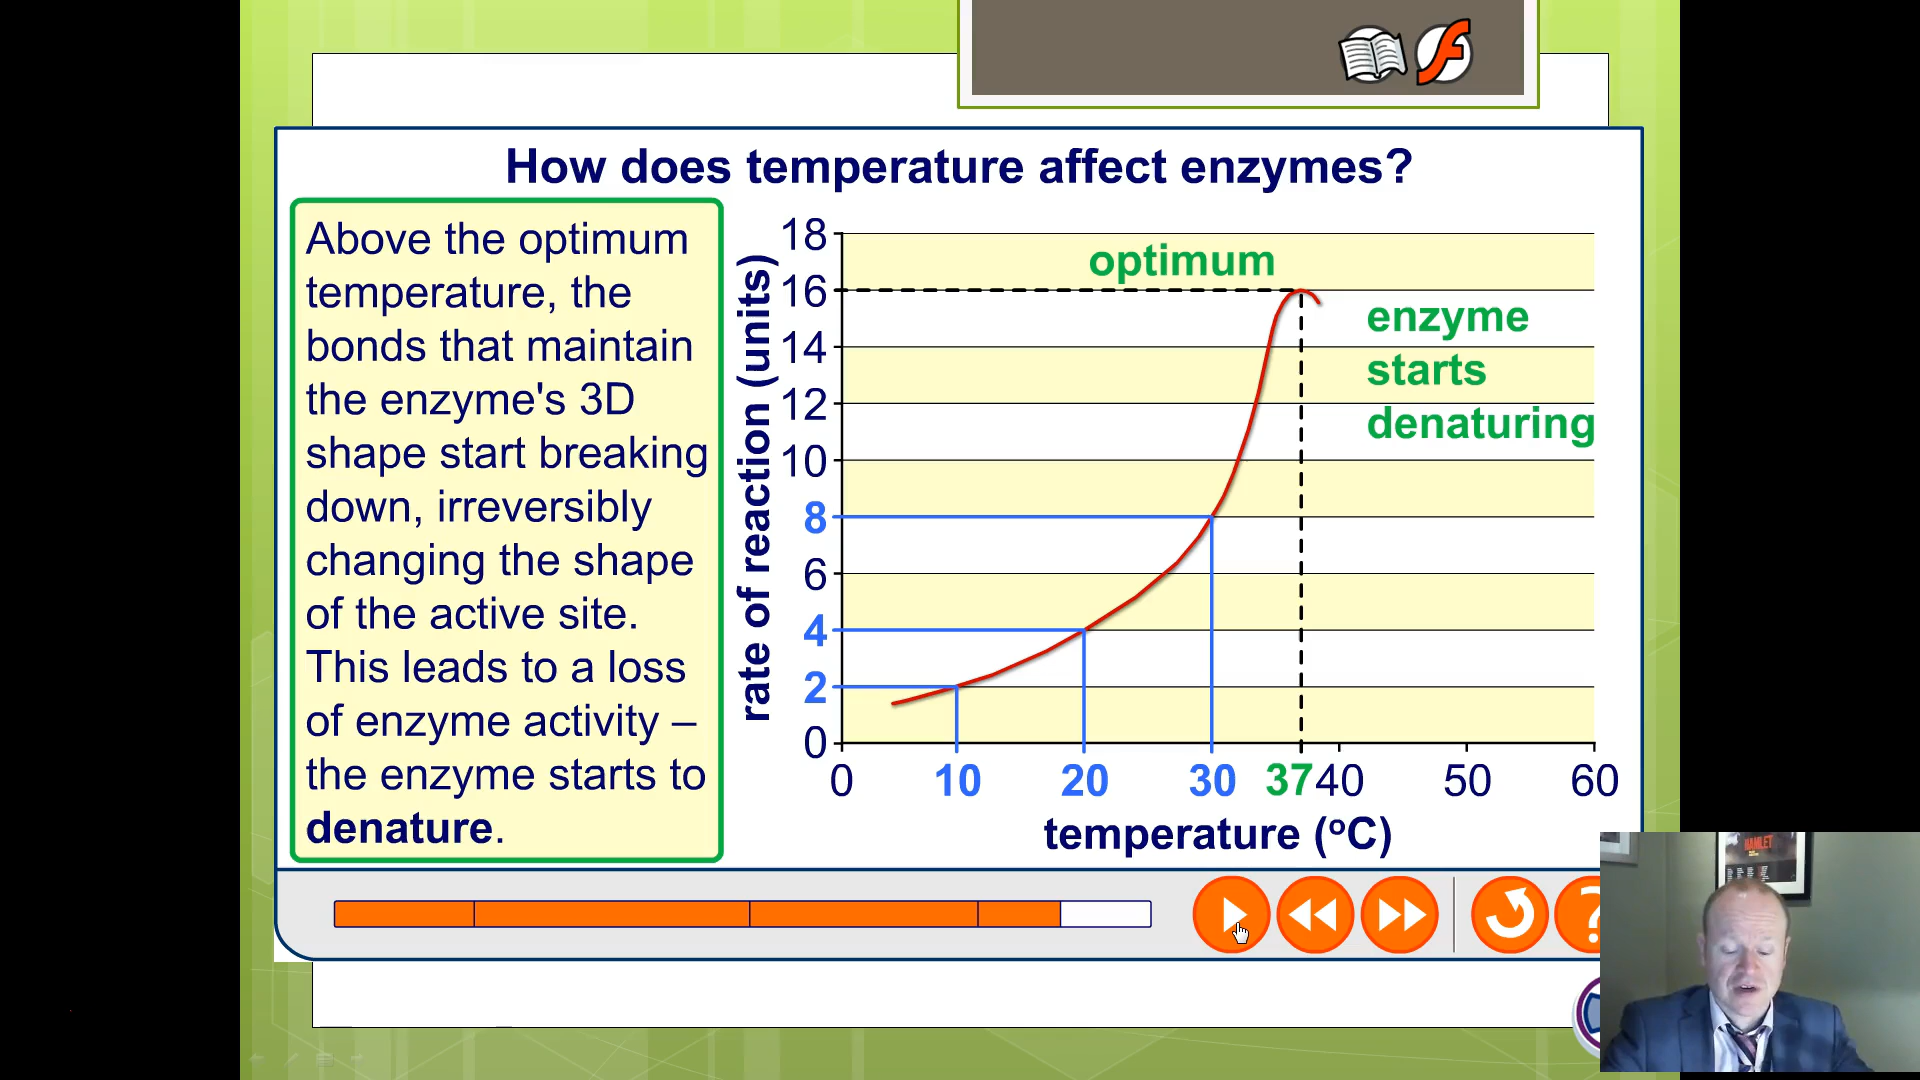 How does temperature affect enzymes?
Above the optimum
temperature, the
bonds that maintain
the enzyme's 3D
shape start breaking
down, irreversibly
changing the shape
of the active site.
This leads to a loss
of enzyme activity –
the enzyme starts to
denature.
rate of reaction (units)
18
16
14
12
10
8
6
4
2
0
optimum
enzyme
starts
denaturing
0 10 20 30 37 40 50 60
temperature (°C)
?
HAMLET